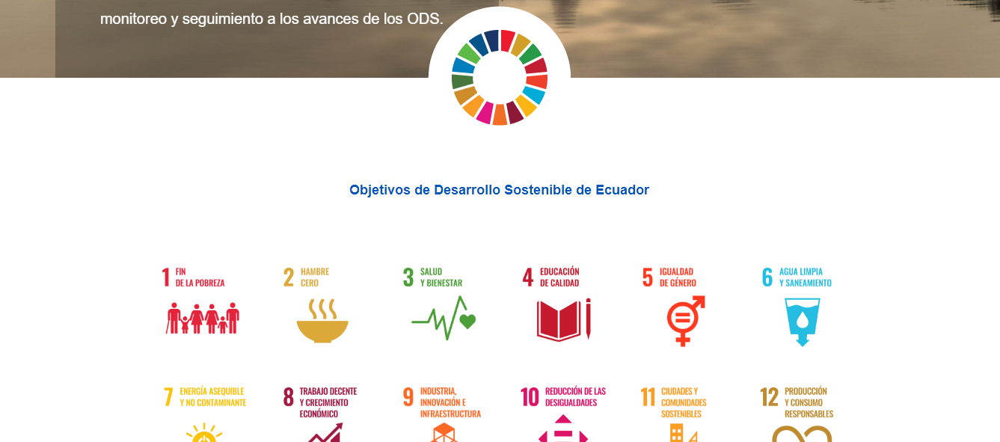 monitoreo y seguimiento a los avances de los ODS.
Objetivos de Desarrollo Sostenible de Ecuador
1 FIN
DE LA POBREZA
2 HAMBRE
CERO
3 SALUD
Y BIENESTAR
4 EDUCACIÓN
DE CALIDAD
5 IGUALDAD
DE GÉNERO
6 AGUA LIMPIA
Y SANEAMIENTO
7 ENERGÍA ASEQUIBLE
Y NO CONTAMINANTE
8 TRABAJO DECENTE
Y CRECIMIENTO
ECONÓMICO
9 INDUSTRIA,
INNOVACIÓN E
INFRAESTRUCTURA
10 REDUCCIÓN DE LAS
DESIGUALDADES
11 CIUDADES Y
COMUNIDADES
SOSTENIBLES
12 PRODUCCIÓN
Y CONSUMO
RESPONSABLES